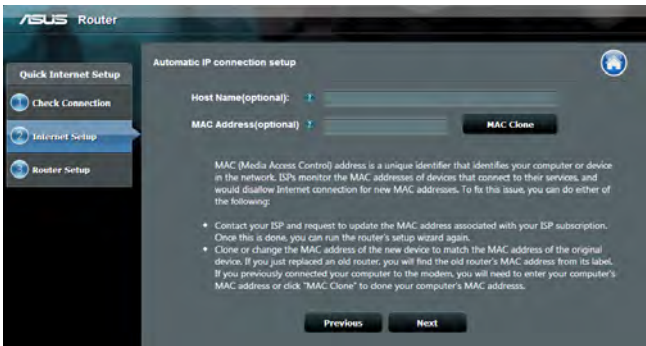 ASUS Router
Quick Internet Setup
1 Check Connection
2 Internet Setup
3 Router Setup
Automatic IP connection setup
Host Name(optional):
MAC Address(optional)
MAC Clone
MAC (Media Access Control) address is a unique identifier that identifies your computer or device
in the network. ISPs monitor the MAC addresses of devices that connect to their services, and
would disallow Internet connection for new MAC addresses. To fix this issue, you can do either of
the following:
• Contact your ISP and request to update the MAC address associated with your ISP subscription.
Once this is done, you can run the router's setup wizard again.
• Clone or change the MAC address of the new device to match the MAC address of the original
device. If you just replaced an old router, you will find the old router's MAC address from its label.
If you previously connected your computer to the modem, you will need to enter your computer's
MAC address or click "MAC Clone" to clone your computer's MAC addresss.
Previous Next